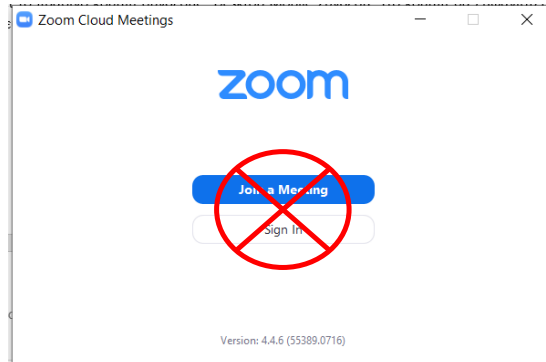 Zoom Cloud Meetings
zoom
Join a Meeting
Sign In
Version: 4.4.6 (55389.0716)